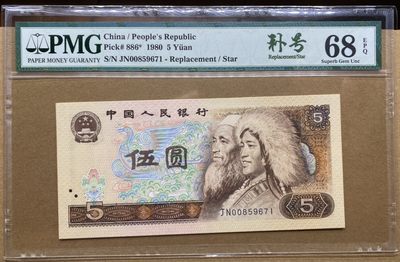 PMG
PAPER MONEY GUARANTY
China / People's Republic
Pick# 886* 1980 5 Yüan
S/N JN00859671 - Replacement / Star
补号
Replacement/Star
68 EPQ
Superb Gem Unc
中国人民银行
5
伍圆
JN00859671
5
5